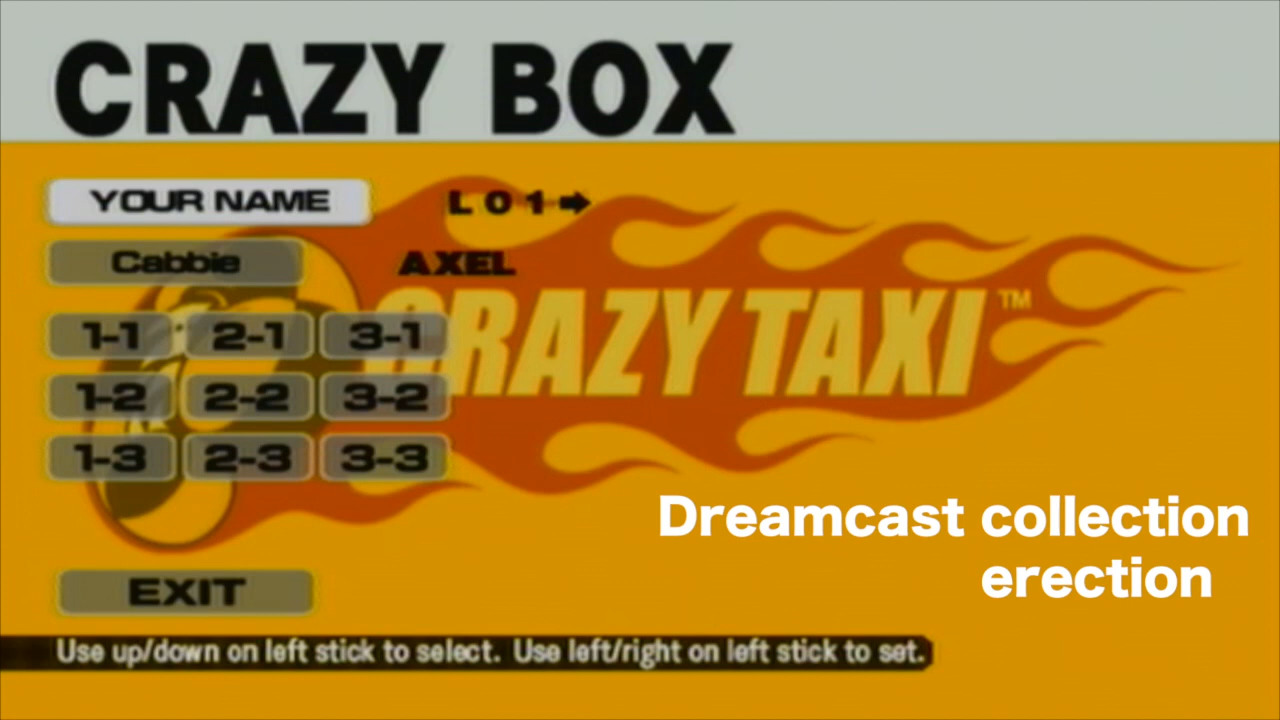 CRAZY BOX
YOUR NAME L 0 1➡
Cabbie AXEL
CRAZY TAXI™
1-1 2-1 3-1
1-2 2-2 3-2
1-3 2-3 3-3
Dreamcast collection
erection
EXIT
Use up/down on left stick to select. Use left/right on left stick to set.